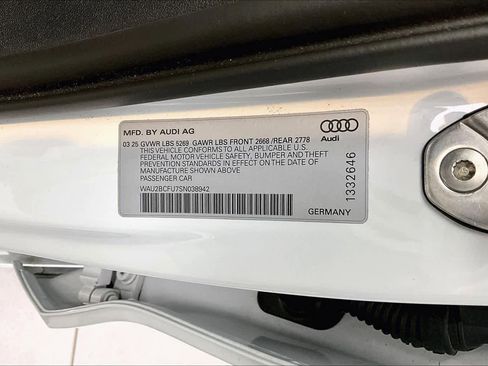 MFD. BY AUDI AG
03 25 GVWR LBS 5269 GAWR LBS FRONT 2668 /REAR 2778
THIS VEHICLE CONFORMS TO ALL APPLICABLE U.S.
FEDERAL MOTOR VEHICLE SAFETY, BUMPER AND THEFT
PREVENTION STANDARDS IN EFFECT ON THE DATE OF
MANUFACTURE SHOWN ABOVE
PASSENGER CAR
WAU2BCFU7SN038942
Audi
1332646
GERMANY